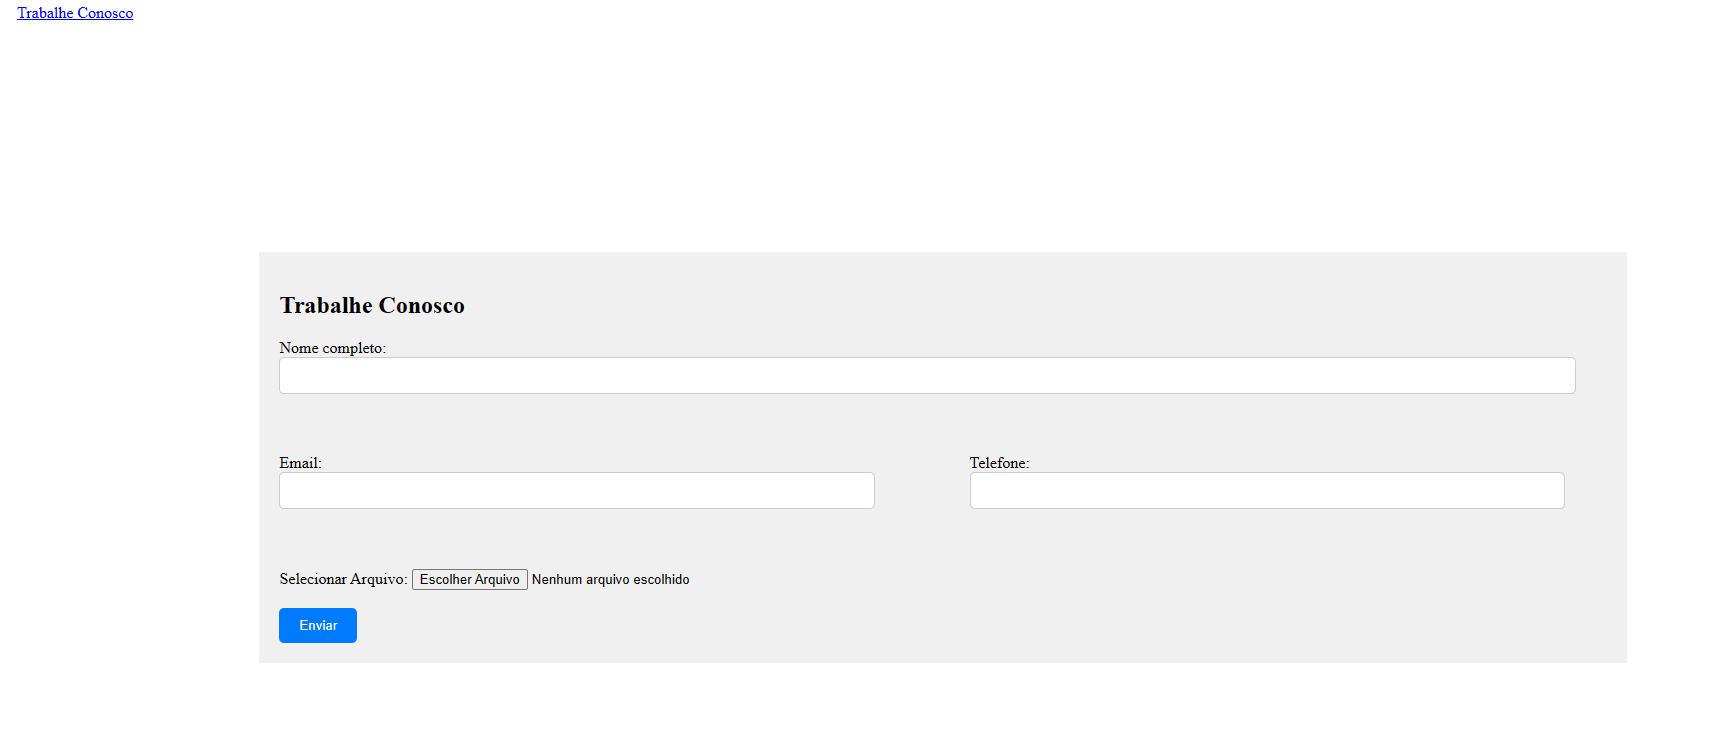 Trabalhe Conosco
Trabalhe Conosco
Nome completo:
Email:
Telefone:
Selecionar Arquivo: Escolher Arquivo Nenhum arquivo escolhido
Enviar